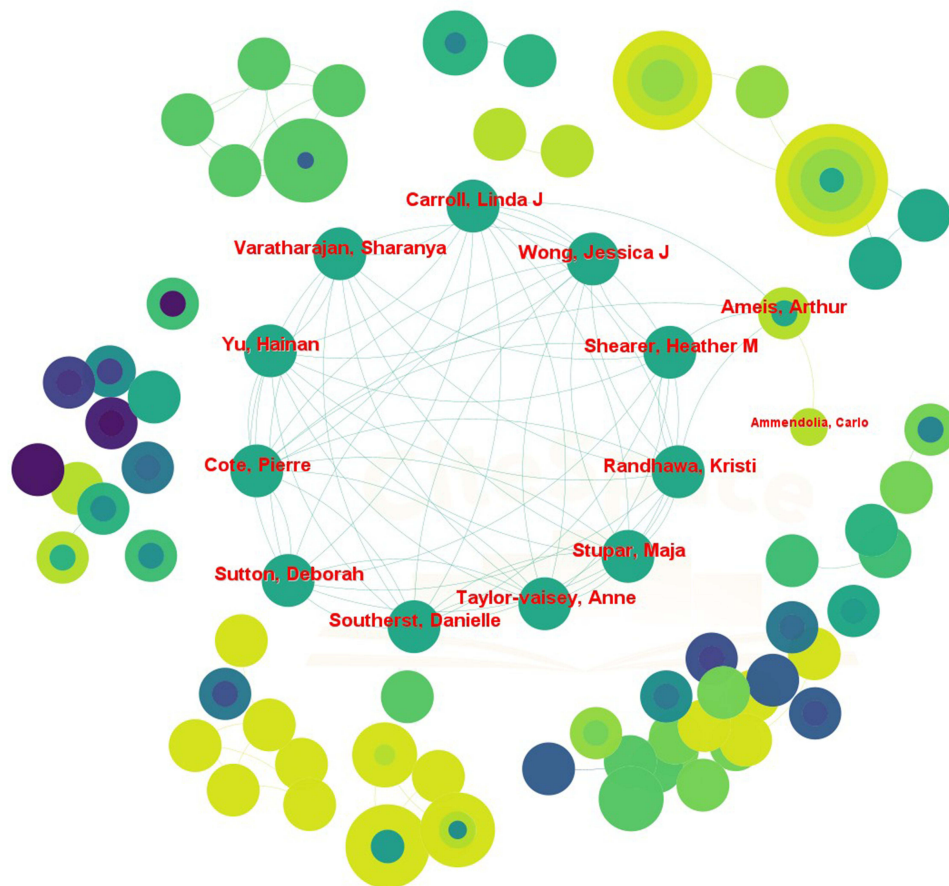 Carroll, Linda J
Varatharajan, Sharanya
Wong, Jessica J
Ameis, Arthur
Yu, Hainan
Shearer, Heather M
Ammendolia, Carlo
Cote, Pierre
Randhawa, Kristi
Stupar, Maja
Sutton, Deborah
Taylor-vaisey, Anne
Southerst, Danielle
CiteSpace